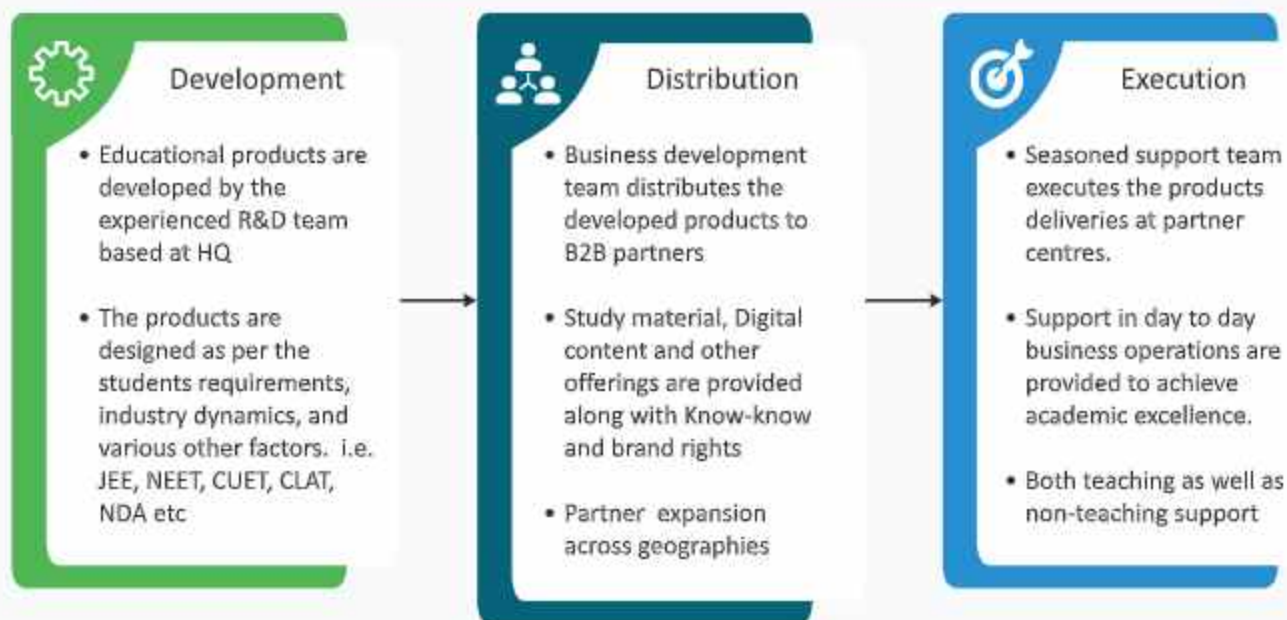 Development
• Educational products are
developed by the
experienced R&D team
based at HQ
• The products are
designed as per the
students requirements,
industry dynamics, and
various other factors.  i.e.
JEE, NEET, CUET, CLAT,
NDA etc
Distribution
• Business development
team distributes the
developed products to
B2B partners
• Study material, Digital
content and other
offerings are provided
along with Know-know
and brand rights
• Partner  expansion
across geographies
Execution
• Seasoned support team
executes the products
deliveries at partner
centres.
• Support in day to day
business operations are
provided to achieve
academic excellence.
• Both teaching as well as
non-teaching support